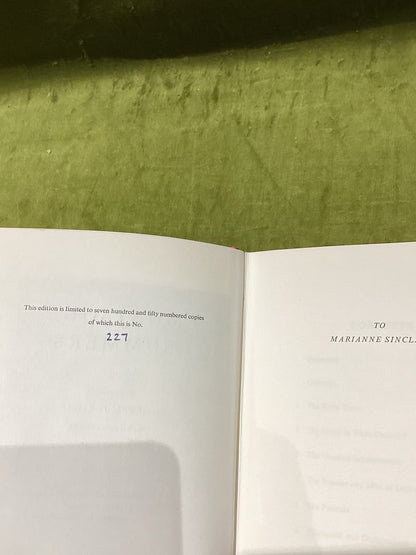 This edition is limited to seven hundred and fifty numbered copies
of which this is No.
227
TO
MARIANNE SINCLA